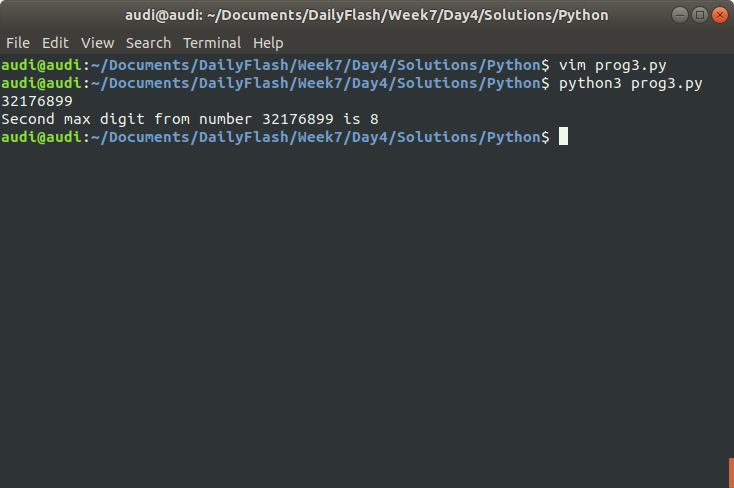 audi@audi: ~/Documents/DailyFlash/Week7/Day4/Solutions/Python
File Edit View Search Terminal Help
audi@audi:~/Documents/DailyFlash/Week7/Day4/Solutions/Python$ vim prog3.py
audi@audi:~/Documents/DailyFlash/Week7/Day4/Solutions/Python$ python3 prog3.py
32176899
Second max digit from number 32176899 is 8
audi@audi:~/Documents/DailyFlash/Week7/Day4/Solutions/Python$